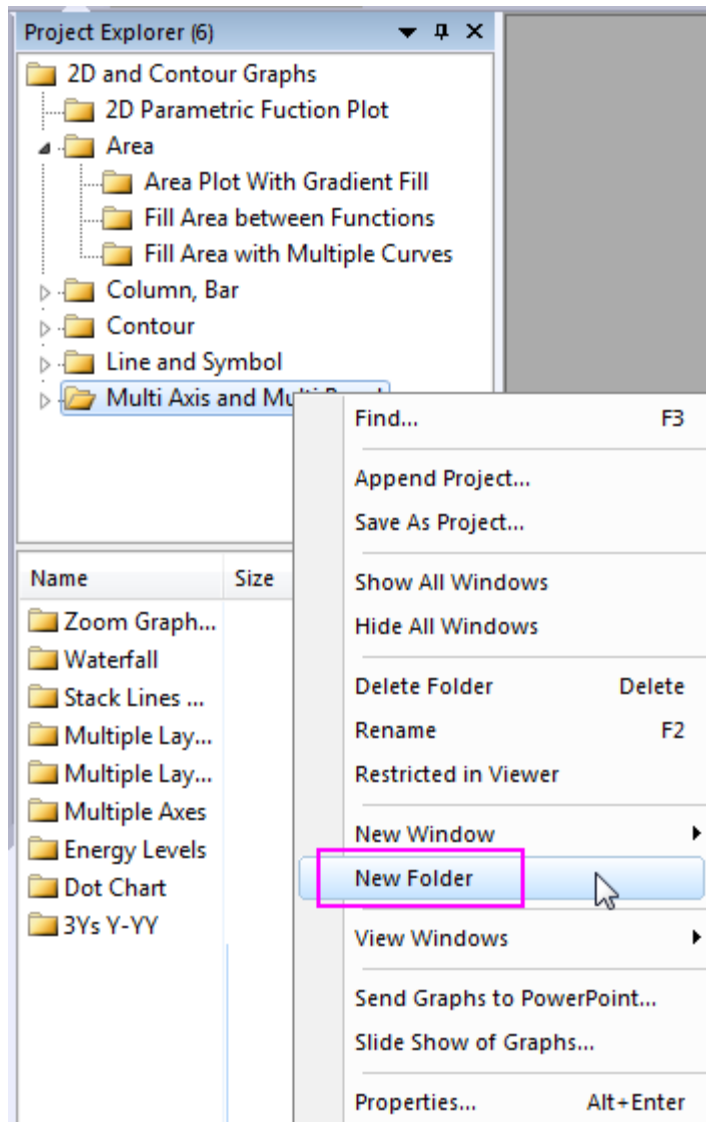 Project Explorer (6)
2D and Contour Graphs
2D Parametric Fuction Plot
Area
Area Plot With Gradient Fill
Fill Area between Functions
Fill Area with Multiple Curves
Column, Bar
Contour
Line and Symbol
Multi Axis and
Find... F3
Append Project...
Save As Project...
Name Size
Show All Windows
Zoom Graph...
Hide All Windows
Waterfall
Delete Folder Delete
Stack Lines ...
Rename F2
Multiple Lay...
Restricted in Viewer
Multiple Lay...
Multiple Axes
New Window
Energy Levels
New Folder
Dot Chart
3Ys Y-YY
View Windows
Send Graphs to PowerPoint...
Slide Show of Graphs...
Properties... Alt+Enter